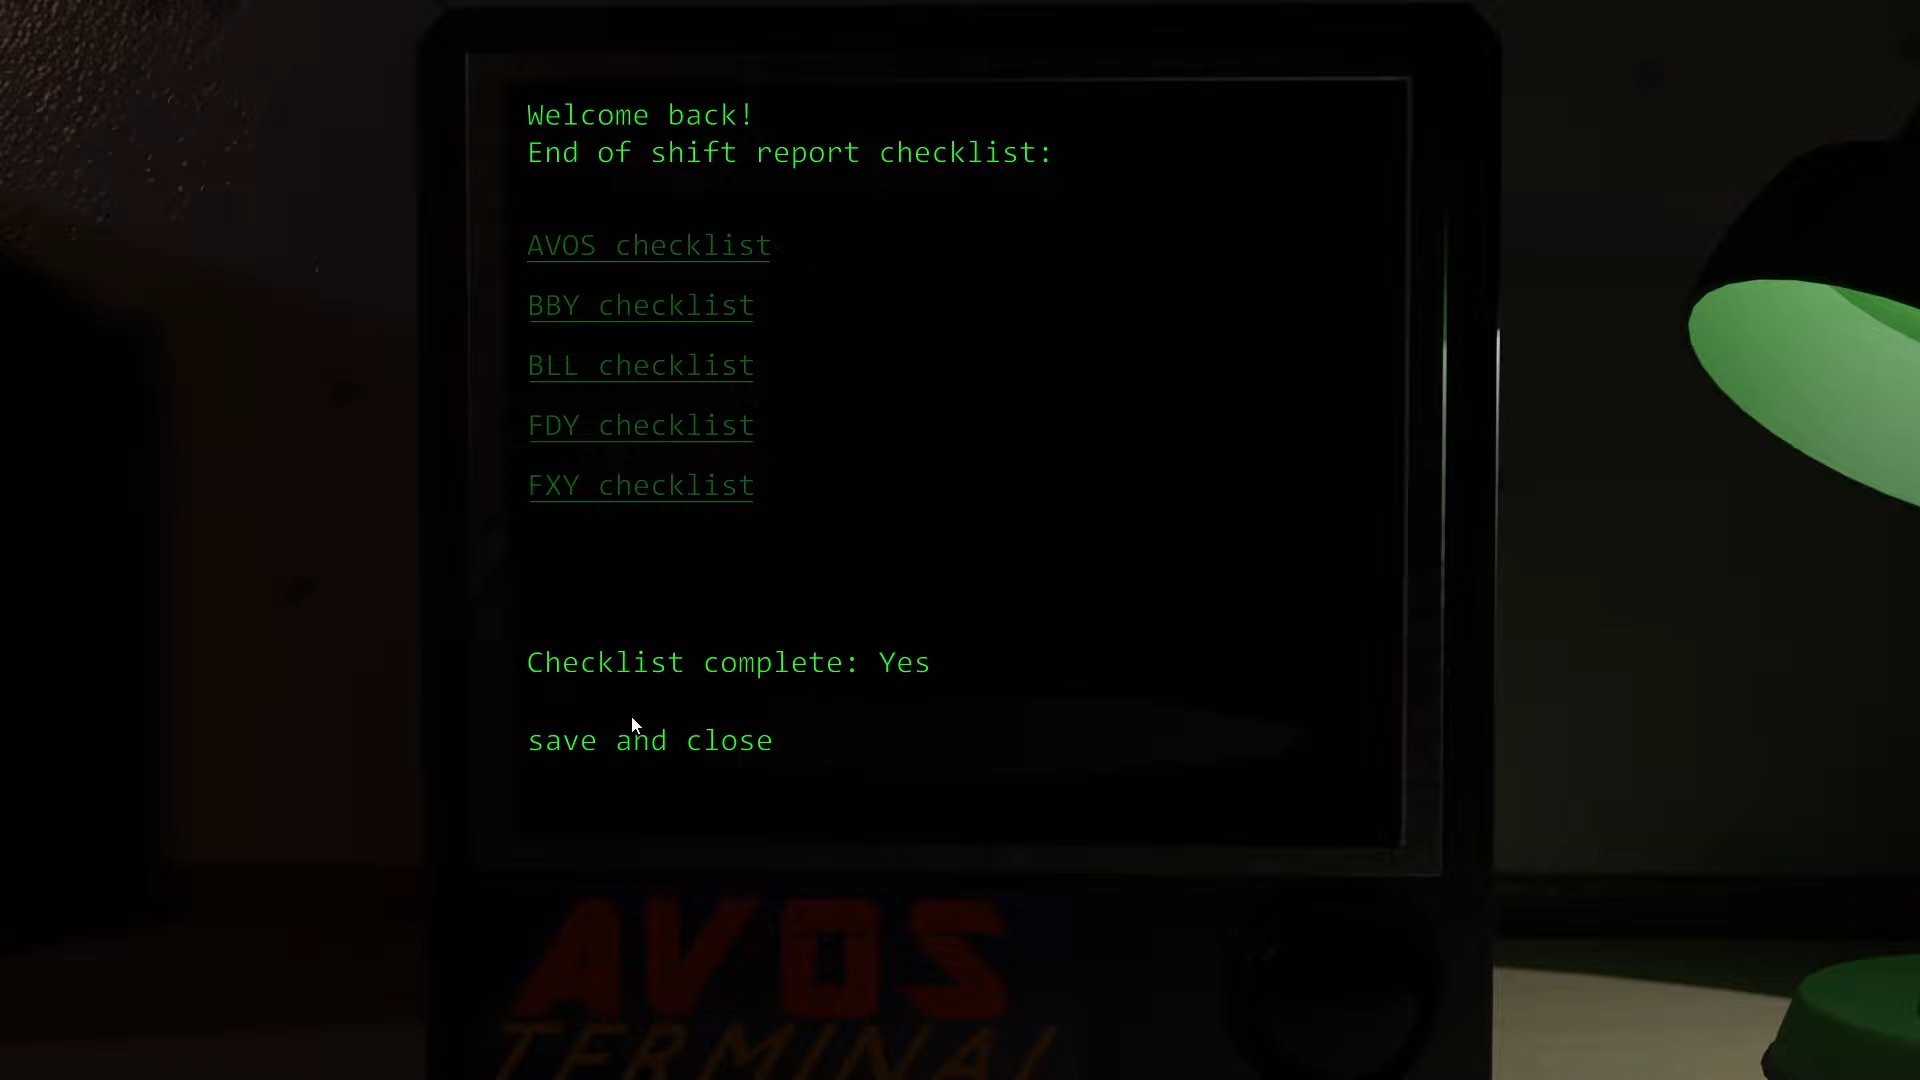 Welcome back!
End of shift report checklist:
AVOS checklist
BBY checklist
BLL checklist
FDY checklist
FXY checklist
Checklist complete: Yes
save and close
AVOS
TERMINAL